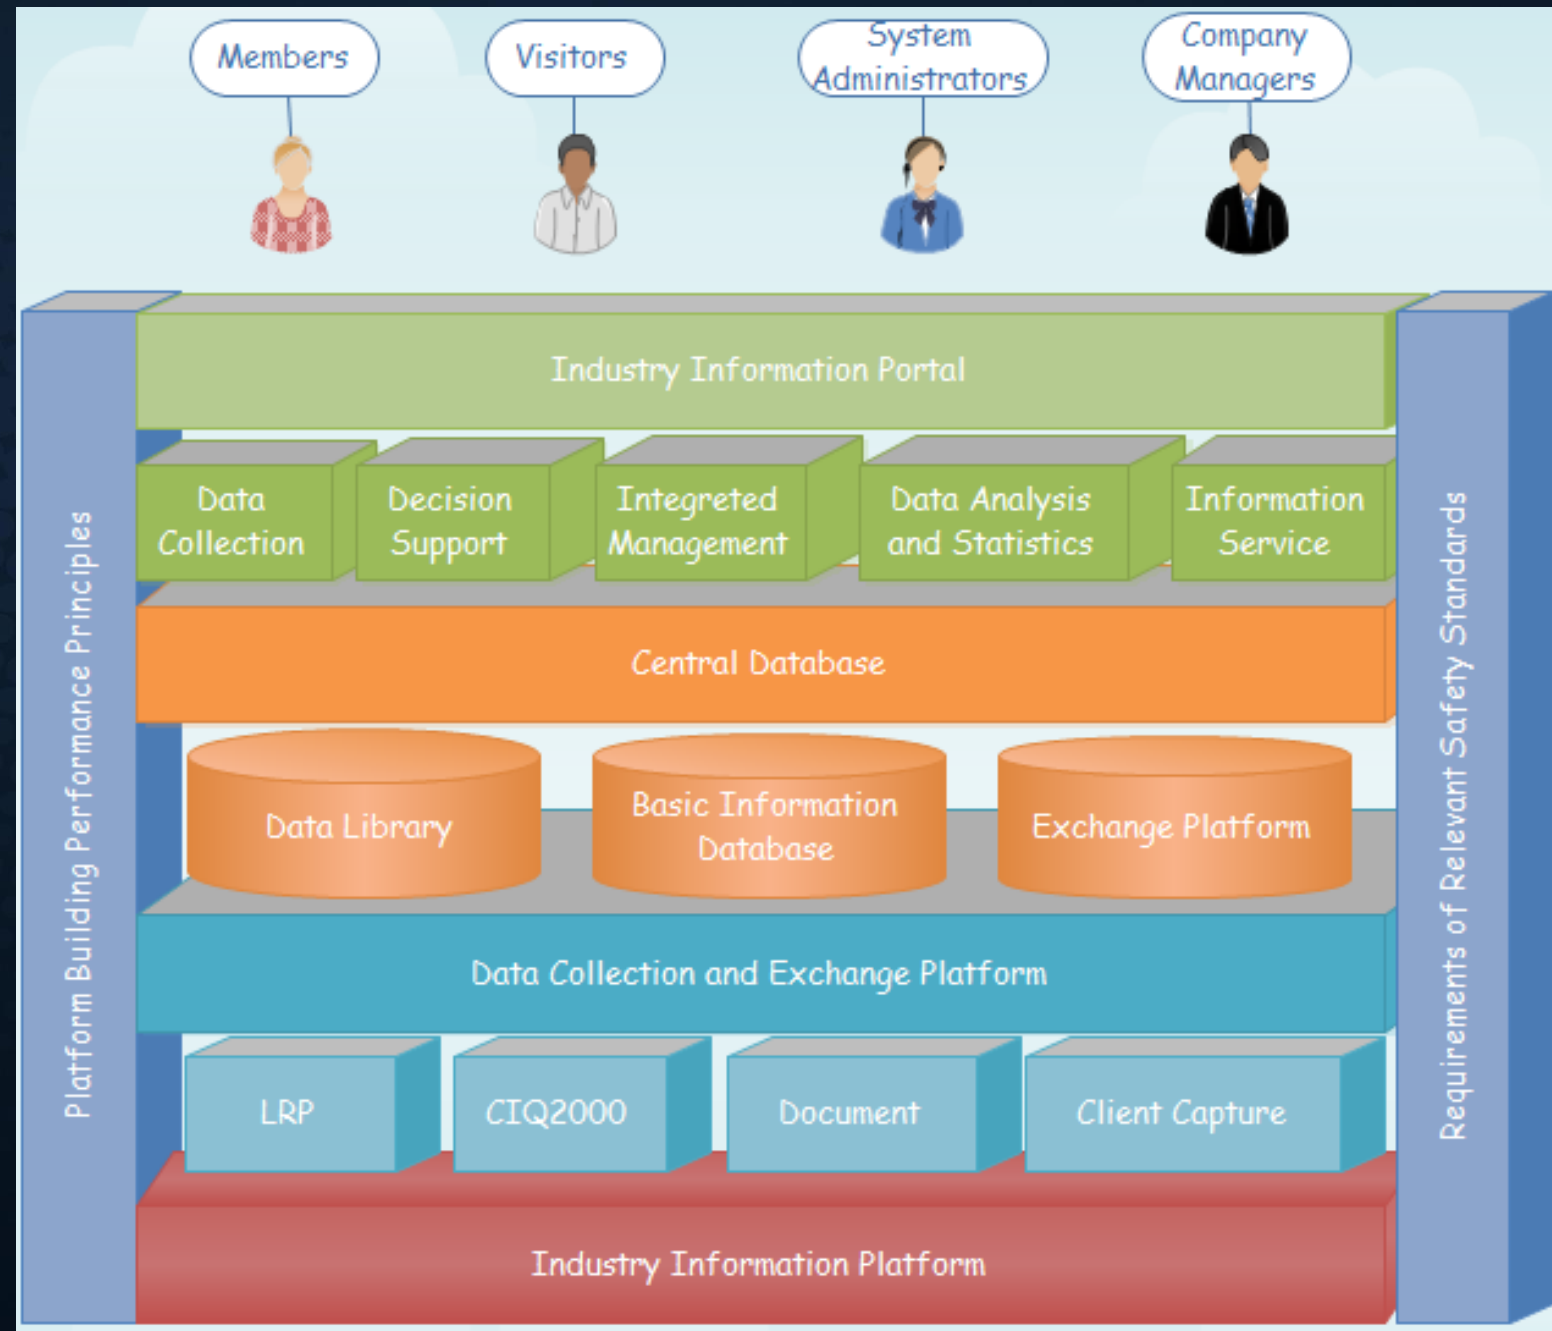 Members
Visitors
System
Administrators
Company
Managers
Industry Information Portal
Data
Collection
Decision
Support
Integreted
Management
Data Analysis
and Statistics
Information
Service
Central Database
Data Library
Basic Information
Database
Exchange Platform
Data Collection and Exchange Platform
LRP
CIQ2000
Document
Client Capture
Industry Information Platform
Platform Building Performance Principles
Requirements of Relevant Safety Standards